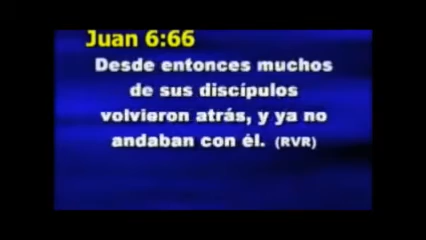 Juan 6:66
Desde entonces muchos
de sus discípulos
volvieron atrás, y ya no
andaban con él. (RVR)